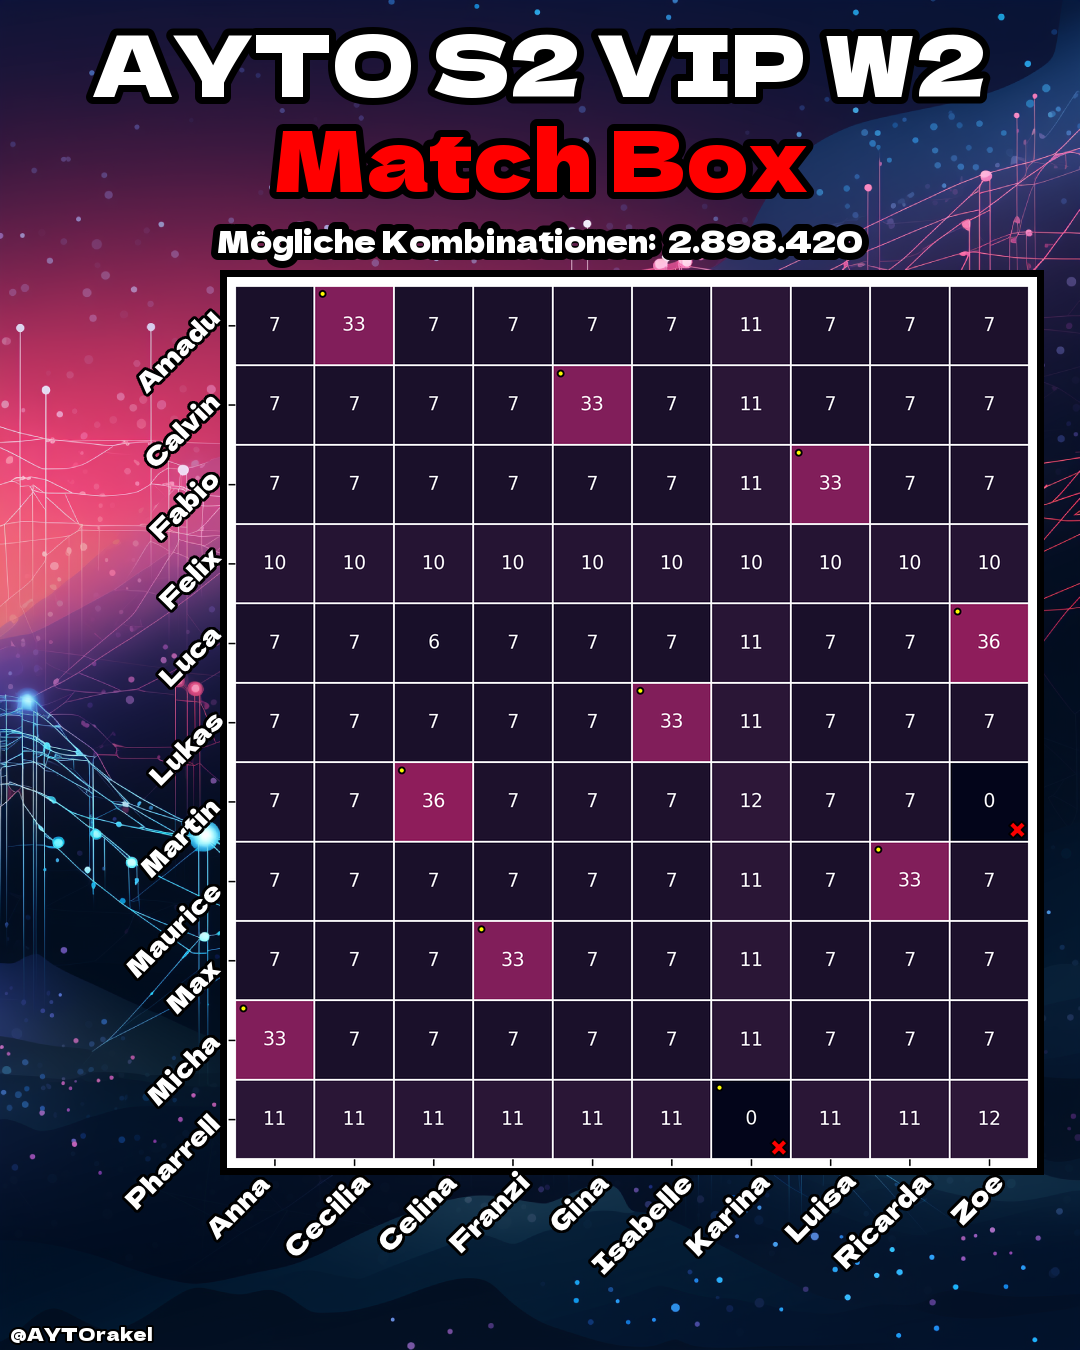 AYTO S2 VIP W2
Match Box
Mögliche Kombinationen: 2.898.420
Amadu 7 33 7 7 7 7 11 7 7 7
Calvin 7 7 7 7 33 7 11 7 7 7
Fabio 7 7 7 7 7 7 11 33 7 7
Felix 10 10 10 10 10 10 10 10 10 10
Luca 7 7 6 7 7 7 11 7 7 36
Lukas 7 7 7 7 7 33 11 7 7 7
Martin 7 7 36 7 7 7 12 7 7 0
Maurice 7 7 7 7 7 7 11 7 33 7
Max 7 7 7 33 7 7 11 7 7 7
Micha 33 7 7 7 7 7 11 7 7 7
Pharrell 11 11 11 11 11 11 0 11 11 12
Anna Cecilia Celina Franzi Gina Isabelle Karina Luisa Ricarda Zoe
@AYTOrakel